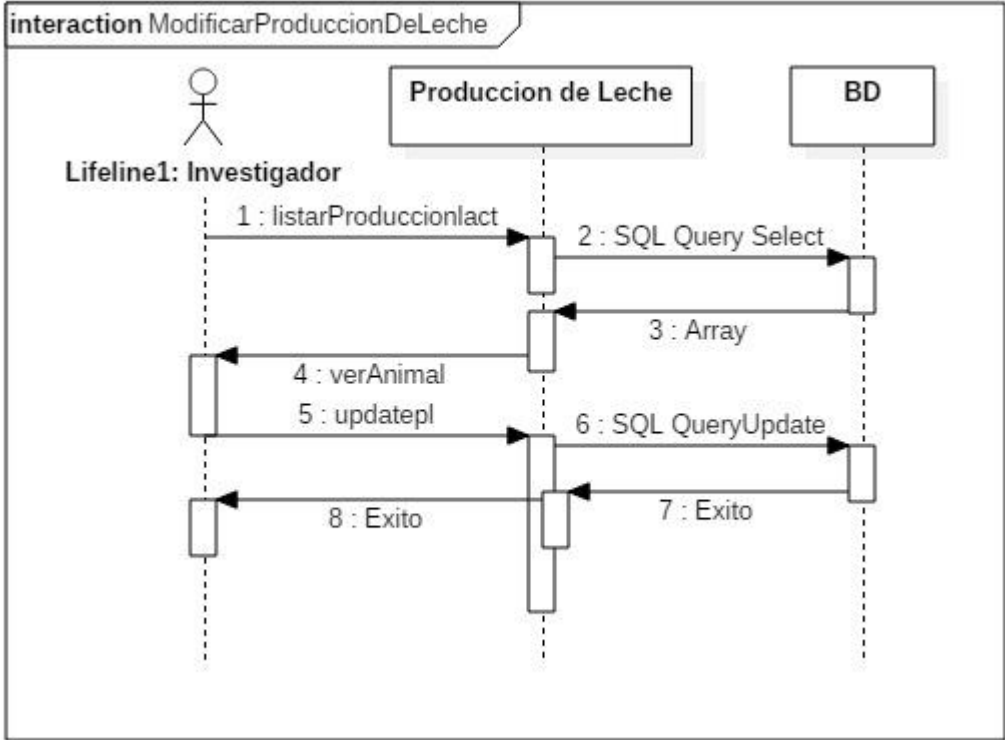 interaction ModificarProduccionDeLeche
Produccion de Leche
BD
Lifeline1: Investigador
1 : listarProduccionlact
2 : SQL Query Select
3 : Array
4 : verAnimal
5 : updatepl
6 : SQL QueryUpdate
7 : Exito
8 : Exito